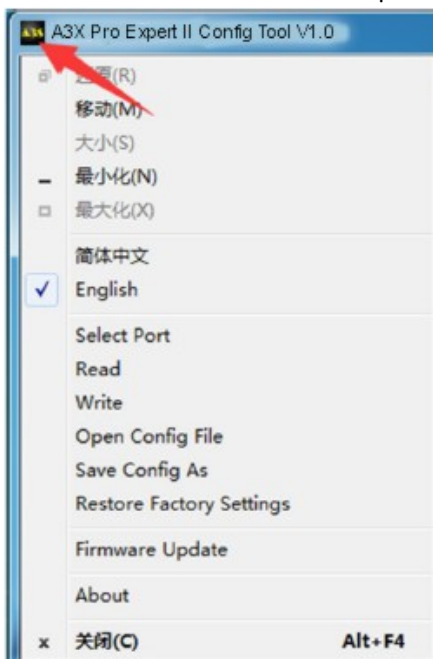 A3X Pro Expert II Config Tool V1.0
还原(R)
移动(M)
大小(S)
最小化(N)
最大化(X)
简体中文
English
Select Port
Read
Write
Open Config File
Save Config As
Restore Factory Settings
Firmware Update
About
关闭(C) Alt+F4